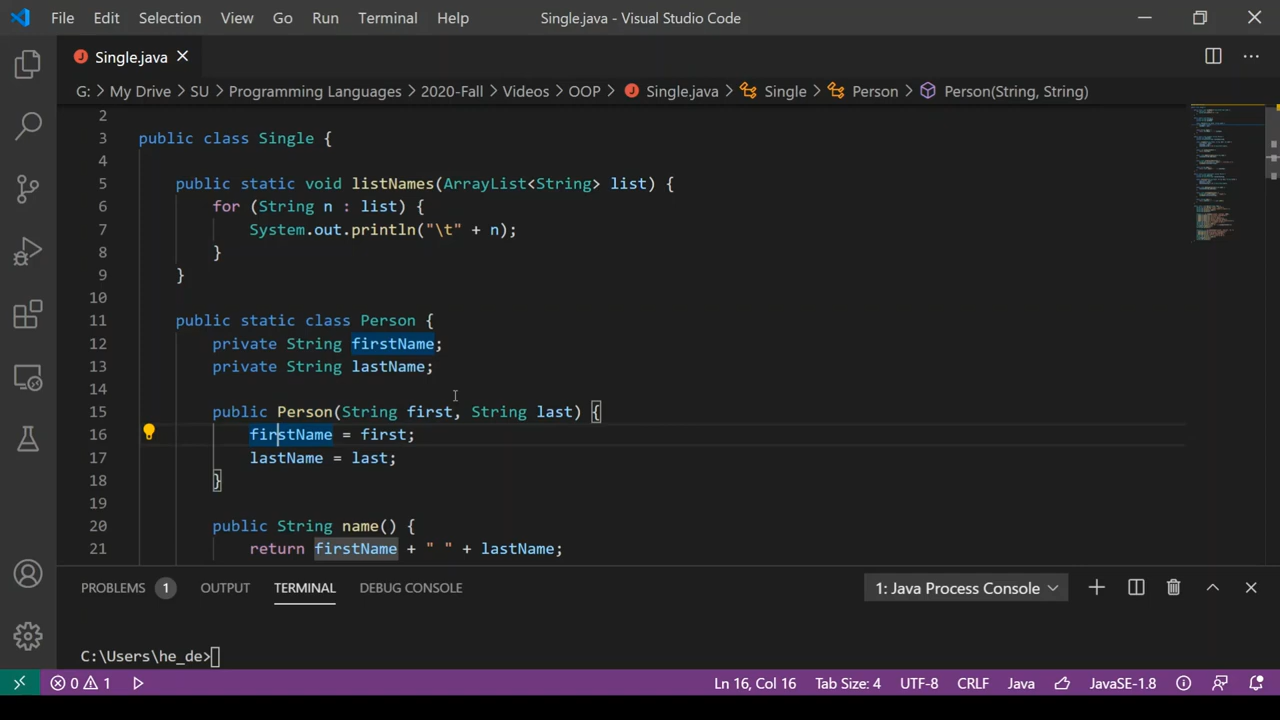 File Edit Selection View Go Run Terminal Help Single.java - Visual Studio Code
Single.java
G: > My Drive > SU > Programming Languages > 2020-Fall > Videos > OOP > Single.java > Single > Person > Person(String, String)
2
3 public class Single {
4
5 public static void listNames(ArrayList<String> list) {
6 for (String n : list) {
7 System.out.println("\t" + n);
8 }
9 }
10
11 public static class Person {
12 private String firstName;
13 private String lastName;
14
15 public Person(String first, String last) {
16 firstName = first;
17 lastName = last;
18 }
19
20 public String name() {
21 return firstName + " " + lastName;
PROBLEMS 1 OUTPUT TERMINAL DEBUG CONSOLE 1: Java Process Console
C:\Users\he_de>
0 1 Ln 16, Col 16 Tab Size: 4 UTF-8 CRLF Java JavaSE-1.8